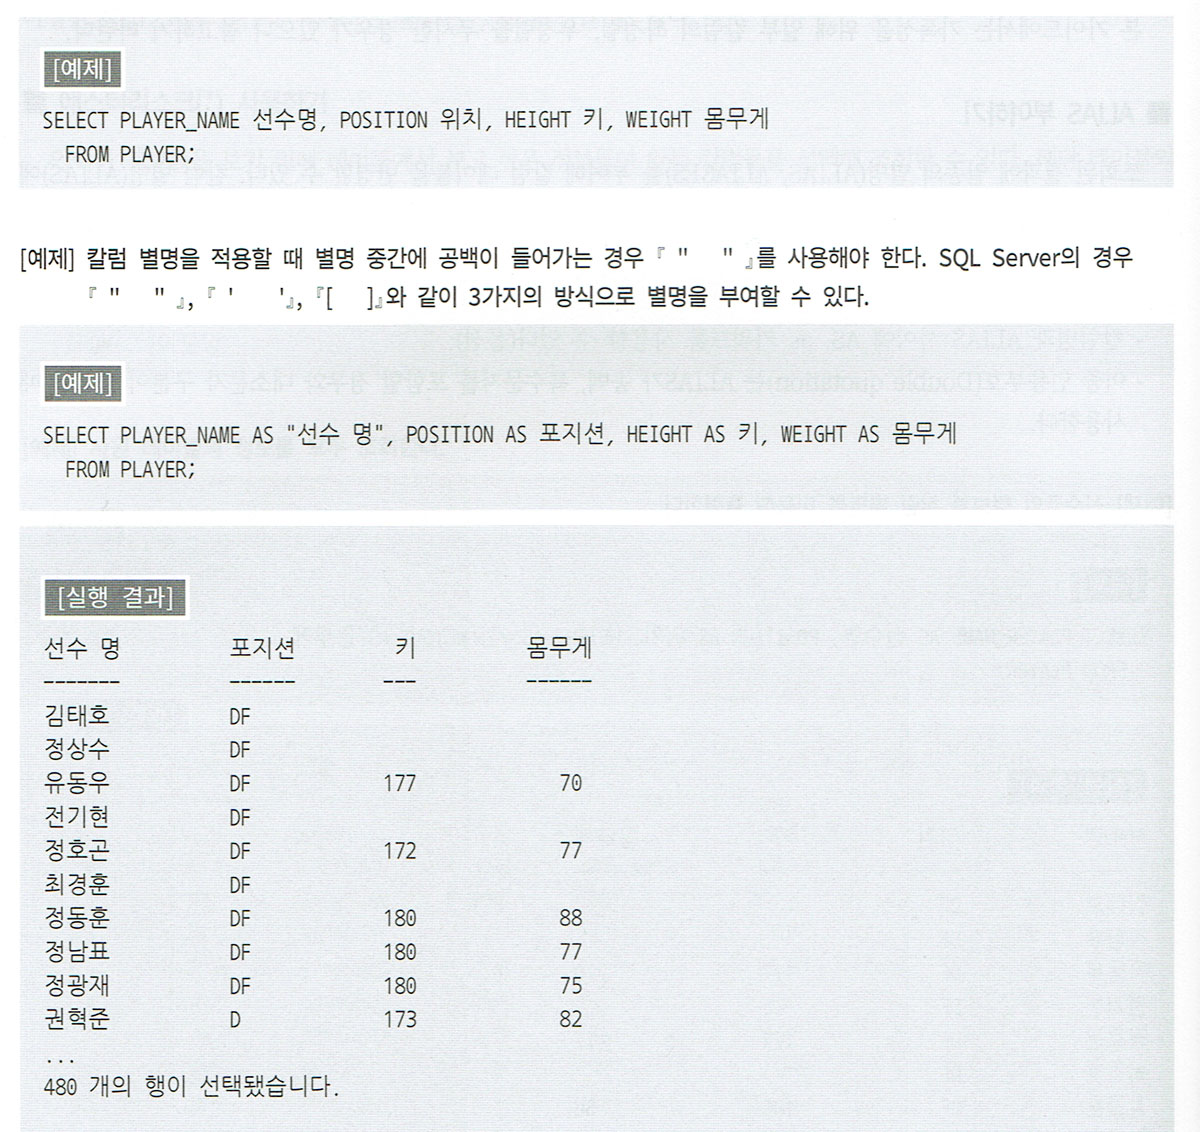 [예제]
SELECT PLAYER_NAME 선수명, POSITION 위치, HEIGHT 키, WEIGHT 몸무게
FROM PLAYER;
[예제] 칼럼 별명을 적용할 때 별명 중간에 공백이 들어가는 경우 『 " " 』를 사용해야 한다. SQL Server의 경우
『 " " 』, 『 ' '』, 『[ ]』와 같이 3가지의 방식으로 별명을 부여할 수 있다.
[예제]
SELECT PLAYER_NAME AS "선수 명", POSITION AS 포지션, HEIGHT AS 키, WEIGHT AS 몸무게
FROM PLAYER;
[실행 결과]
선수 명 포지션 키 몸무게
------- ------ --- ------
김태호 DF
정상수 DF
유동우 DF 177 70
전기현 DF
정호곤 DF 172 77
최경훈 DF
정동훈 DF 180 88
정남표 DF 180 77
정광재 DF 180 75
권혁준 D 173 82
...
480 개의 행이 선택됐습니다.